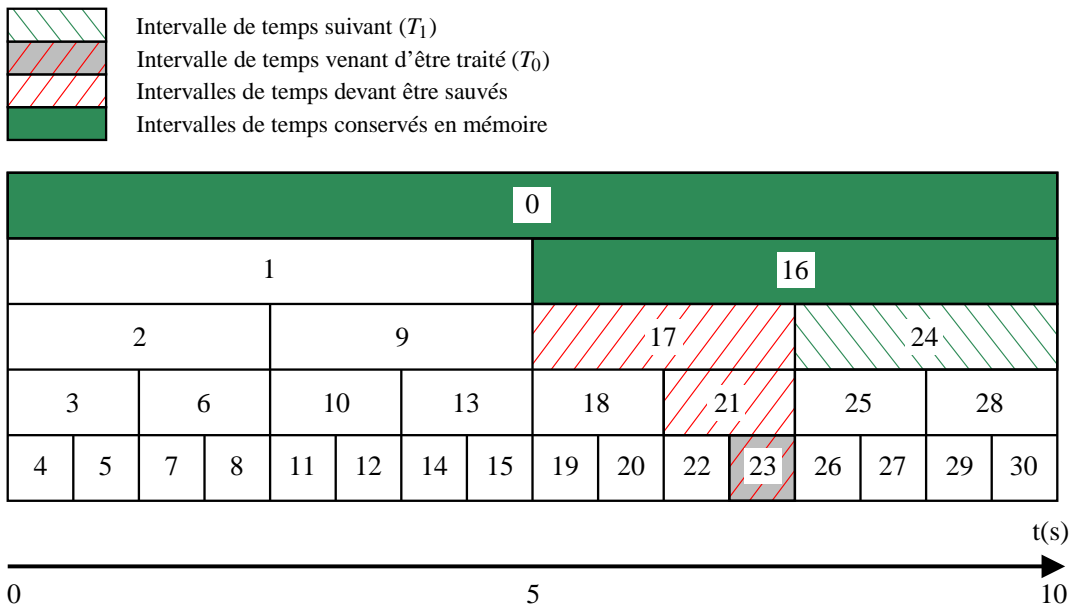 Intervalle de temps suivant (T1)
Intervalle de temps venant d'être traité (T0)
Intervalles de temps devant être sauvés
Intervalles de temps conservés en mémoire
0
1 16
2 9 17 24
3 6 10 13 18 21 25 28
4 5 7 8 11 12 14 15 19 20 22 23 26 27 29 30
t(s)
0 5 10